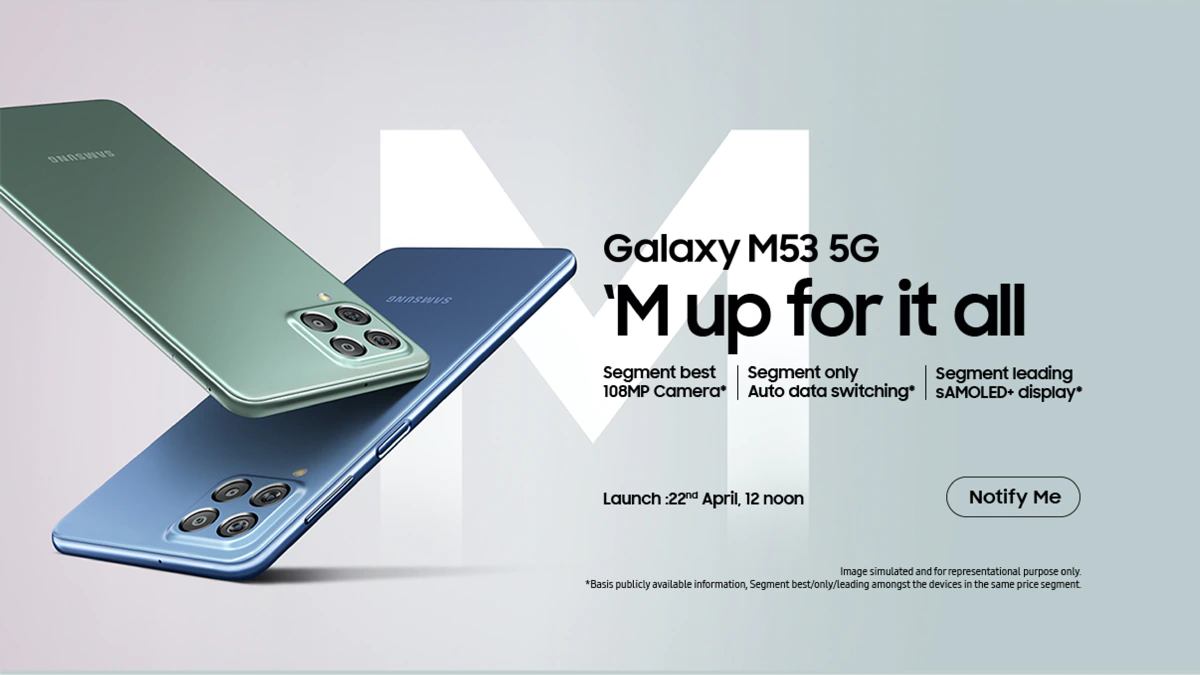 SAMSUNG
SAMSUNG
Galaxy M53 5G
‘M up for it all
Segment best
108MP Camera*
Segment only
Auto data switching*
Segment leading
sAMOLED+ display*
Launch :22nd April, 12 noon
Notify Me
Image simulated and for representational purpose only.
*Basis publicly available information, Segment best/only/leading amongst the devices in the same price segment.